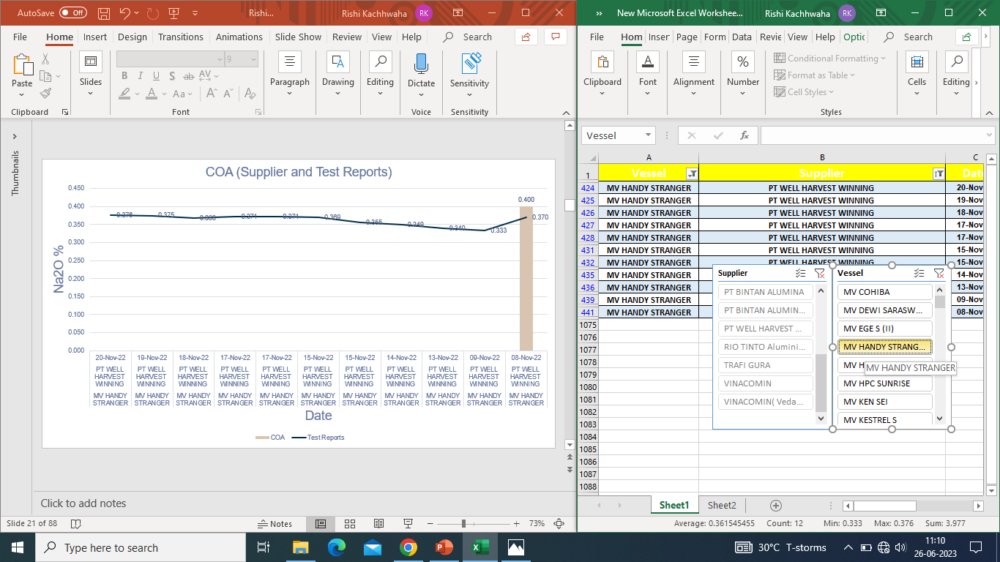 AutoSave Off Rishi... Rishi Kachhwaha RK
File Home Insert Design Transitions Animations Slide Show Review View Help Search
Paste Slides 9 Paragraph Drawing Editing Dictate Sensitivity
B I U S ab AV
A Aa A A A
Clipboard Font Voice Sensitivity
Thumbnails
COA (Supplier and Test Reports)
Na2O %
0.450
0.400
0.350
0.300
0.250
0.200
0.150
0.100
0.050
0.000
0.376 0.375 0.371 0.371 0.369 0.355 0.349 0.340 0.333 0.370
0.400
20-Nov-22 19-Nov-22 18-Nov-22 17-Nov-22 17-Nov-22 15-Nov-22 15-Nov-22 14-Nov-22 13-Nov-22 09-Nov-22 08-Nov-22
PT WELL PT WELL PT WELL PT WELL PT WELL PT WELL PT WELL PT WELL PT WELL PT WELL PT WELL
HARVEST HARVEST HARVEST HARVEST HARVEST HARVEST HARVEST HARVEST HARVEST HARVEST HARVEST
WINNING WINNING WINNING WINNING WINNING WINNING WINNING WINNING WINNING WINNING WINNING
MV HANDY MV HANDY MV HANDY MV HANDY MV HANDY MV HANDY MV HANDY MV HANDY MV HANDY MV HANDY MV HANDY
STRANGER STRANGER STRANGER STRANGER STRANGER STRANGER STRANGER STRANGER STRANGER STRANGER STRANGER
Date
COA Test Reports
Click to add notes
Slide 21 of 88 Notes 73%
New Microsoft Excel Workshee... Rishi Kachhwaha RK
File Hom Inser Page Form Data Revie View Help Optic Search
Clipboard Font Alignment Number Conditional Formatting Cells Editing
Format as Table
Cell Styles
Styles
Vessel fx
A B C
1 Vessel Supplier Date
424 MV HANDY STRANGER PT WELL HARVEST WINNING 20-Nov
425 MV HANDY STRANGER PT WELL HARVEST WINNING 19-Nov
426 MV HANDY STRANGER PT WELL HARVEST WINNING 18-Nov
427 MV HANDY STRANGER PT WELL HARVEST WINNING 17-Nov
428 MV HANDY STRANGER PT WELL HARVEST WINNING 17-Nov
431 MV HANDY STRANGER PT WELL HARVEST WINNING 15-Nov
432 MV HANDY STRANGER PT WELL HARVEST WINNING 15-Nov
435 MV HANDY STRANGER 14-Nov
436 MV HANDY STRANGER 13-Nov
439 MV HANDY STRANGER 09-Nov
441 MV HANDY STRANGER 08-Nov
1075
1076
1077
1078
1079
1080
1081
1082
1083
1084
1085
1086
1087
1088
Supplier
PT BINTAN ALUMINA
PT BINTAN ALUMIN...
PT WELL HARVEST ...
RIO TINTO Alumini...
TRAFI GURA
VINACOMIN
VINACOMIN( Veda...
Vessel
MV COHIBA
MV DEWI SARASW...
MV EGE S (II)
MV HANDY STRANG...
MV H
MV HANDY STRANGER
MV HPC SUNRISE
MV KEN SEI
MV KESTREL S
Sheet1 Sheet2
Average: 0.361545455 Count: 12 Min: 0.333 Max: 0.376 Sum: 3.977
Type here to search 30°C T-storms 11:10
26-06-2023